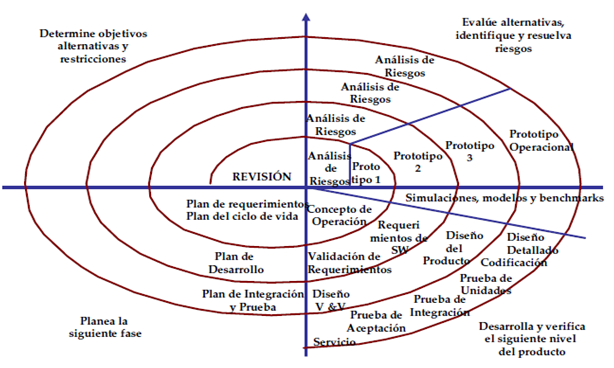 Determine objetivos
alternativas y
restricciones
Evalúe alternativas,
identifique y resuelva
riesgos
Análisis de
Riesgos
Análisis de
Riesgos
Análisis de
Riesgos
Análisis
de
Riesgos
Proto
tipo 1
Prototipo
2
Prototipo
3
Prototipo
Operacional
REVISIÓN
Simulaciones, modelos y benchmarks
Plan de requerimientos
Plan del ciclo de vida
Concepto de
Operación
Requeri
mientos de
SW
Diseño
del
Producto
Diseño
Detallado
Codificación
Plan de
Desarrollo
Validación de
Requerimientos
Prueba de
Unidades
Plan de Integración
y Prueba
Diseño
V &V
Prueba de
Integración
Prueba de
Aceptación
Servicio
Planea la
siguiente fase
Desarrolla y verifica
el siguiente nivel
del producto